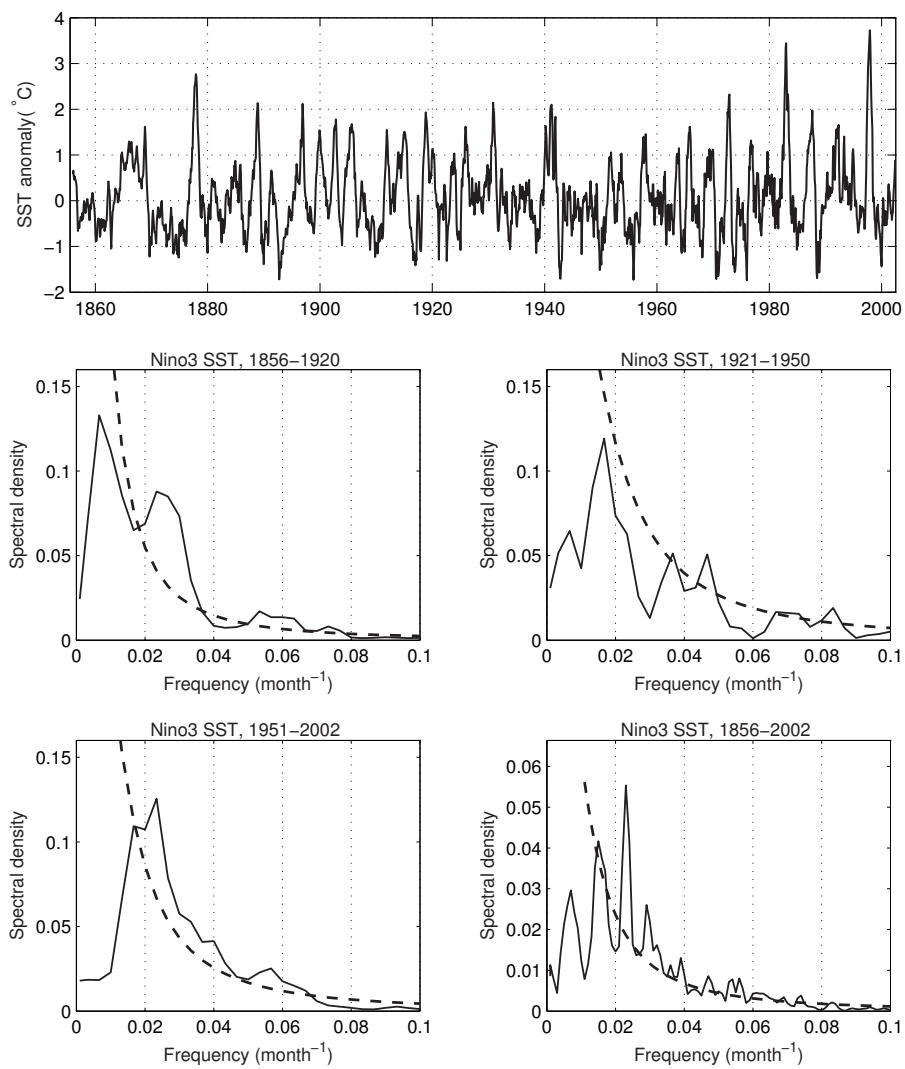 4
3
2
1
0
−1
−2
SST anomaly( °C)
1860 1880 1900 1920 1940 1960 1980 2000
Nino3 SST, 1856−1920
0.15
0.1
0.05
0
Spectral density
0 0.02 0.04 0.06 0.08 0.1
Frequency (month⁻¹)
Nino3 SST, 1921−1950
0.15
0.1
0.05
0
Spectral density
0 0.02 0.04 0.06 0.08 0.1
Frequency (month⁻¹)
Nino3 SST, 1951−2002
0.15
0.1
0.05
0
Spectral density
0 0.02 0.04 0.06 0.08 0.1
Frequency (month⁻¹)
Nino3 SST, 1856−2002
0.06
0.05
0.04
0.03
0.02
0.01
0
Spectral density
0 0.02 0.04 0.06 0.08 0.1
Frequency (month⁻¹)